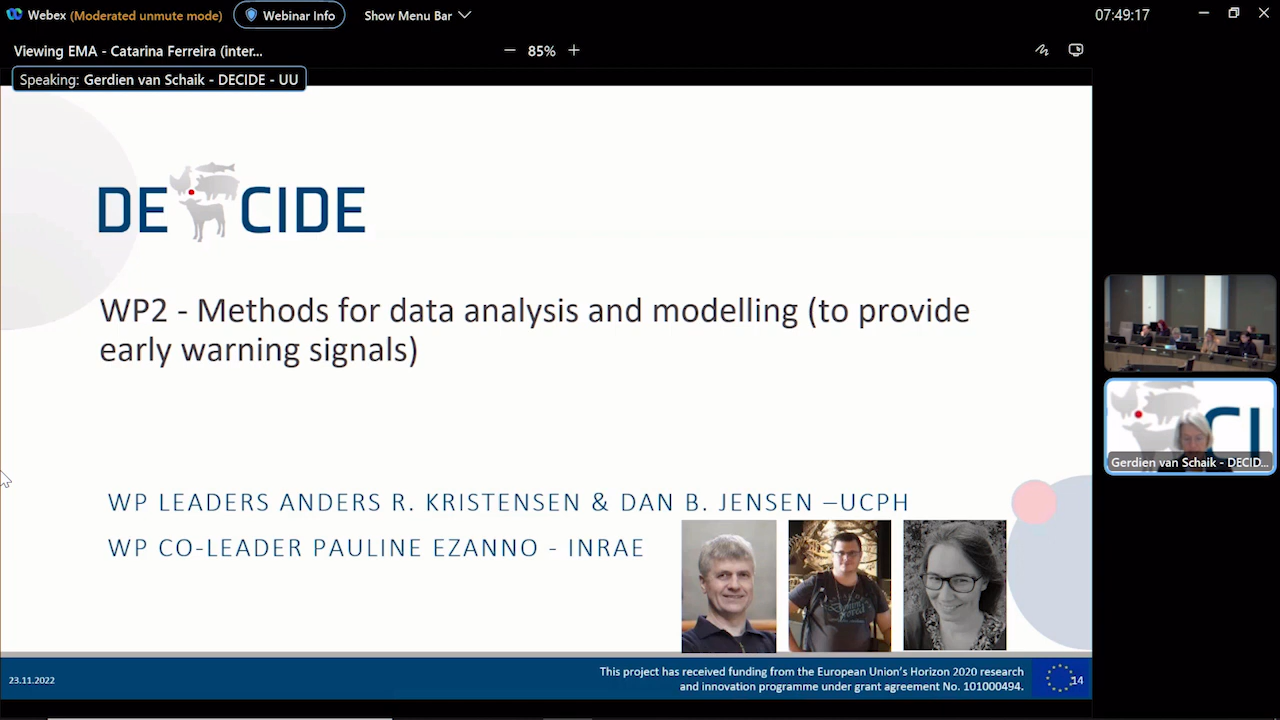 Webex (Moderated unmute mode) Webinar Info Show Menu Bar 07:49:17
Viewing EMA - Catarina Ferreira (inter... 85%
Speaking: Gerdien van Schaik - DECIDE - UU
DECIDE
WP2 - Methods for data analysis and modelling (to provide
early warning signals)
CI
Gerdien van Schaik - DECID...
WP LEADERS ANDERS R. KRISTENSEN & DAN B. JENSEN –UCPH
WP CO-LEADER PAULINE EZANNO - INRAE
23.11.2022
This project has received funding from the European Union's Horizon 2020 research
and innovation programme under grant agreement No. 101000494.
14